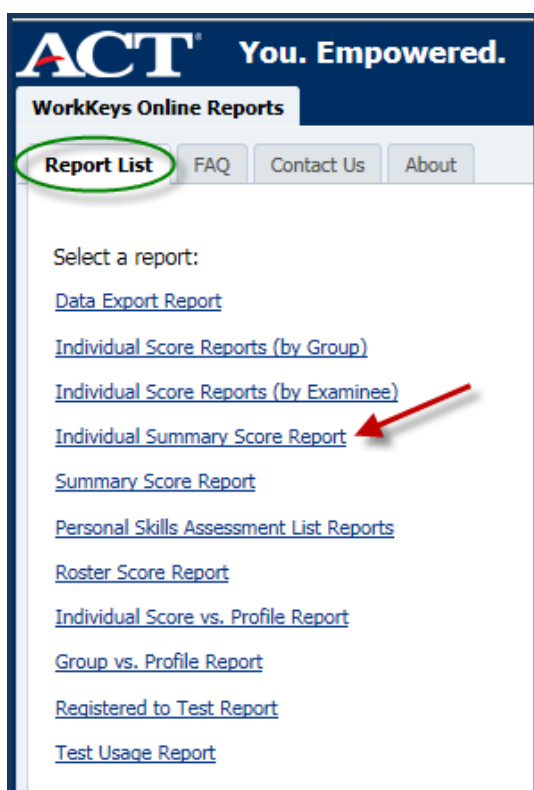 ACT® You. Empowered.
WorkKeys Online Reports
Report List FAQ Contact Us About
Select a report:
Data Export Report
Individual Score Reports (by Group)
Individual Score Reports (by Examinee)
Individual Summary Score Report
Summary Score Report
Personal Skills Assessment List Reports
Roster Score Report
Individual Score vs. Profile Report
Group vs. Profile Report
Registered to Test Report
Test Usage Report